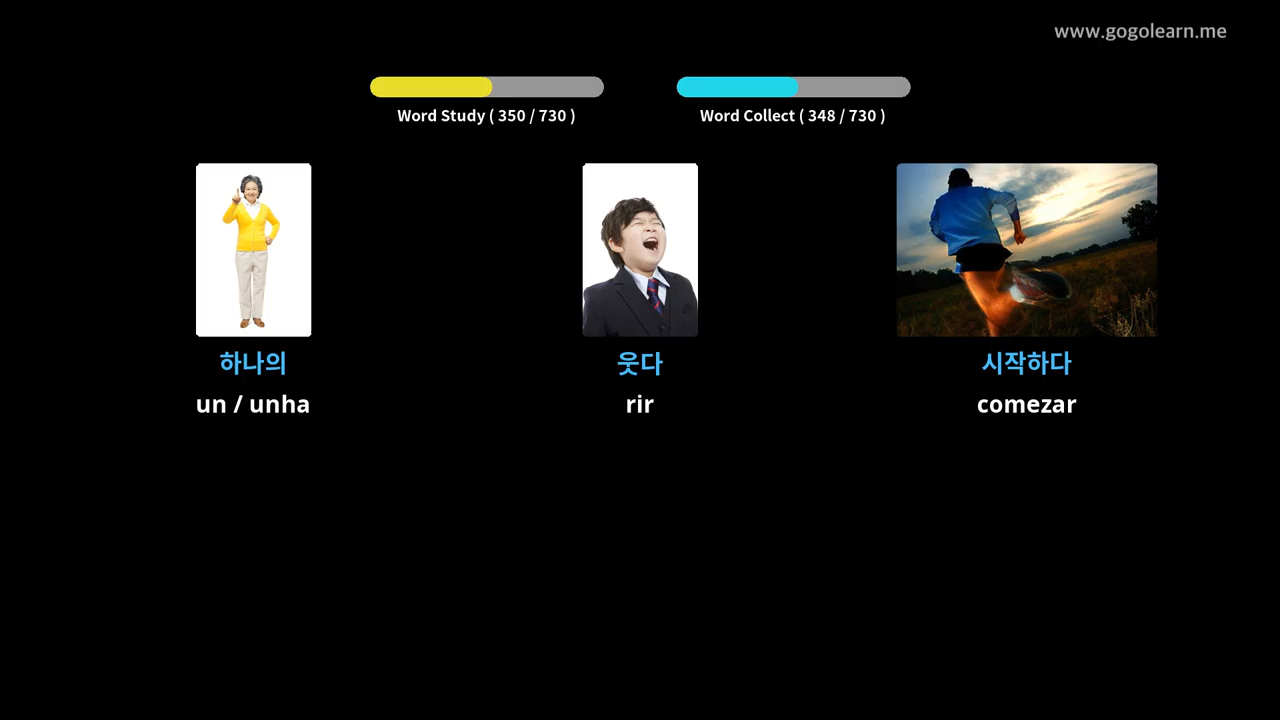 www.gogolearn.me
Word Study ( 350 / 730 )
Word Collect ( 348 / 730 )
하나의
웃다
시작하다
un / unha
rir
comezar